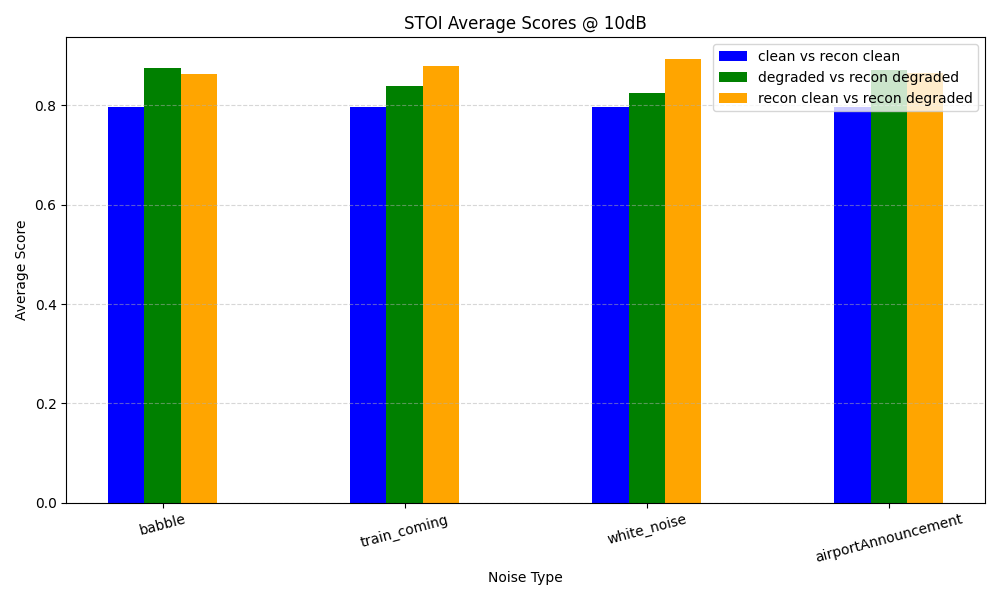 STOI Average Scores @ 10dB
clean vs recon clean
degraded vs recon degraded
recon clean vs recon degraded
Average Score
0.8
0.6
0.4
0.2
0.0
babble
train_coming
white_noise
airportAnnouncement
Noise Type